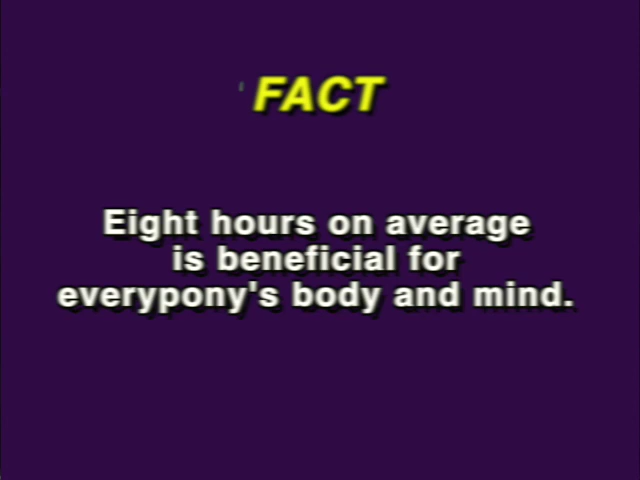 FACT
Eight hours on average
is beneficial for
everypony's body and mind.